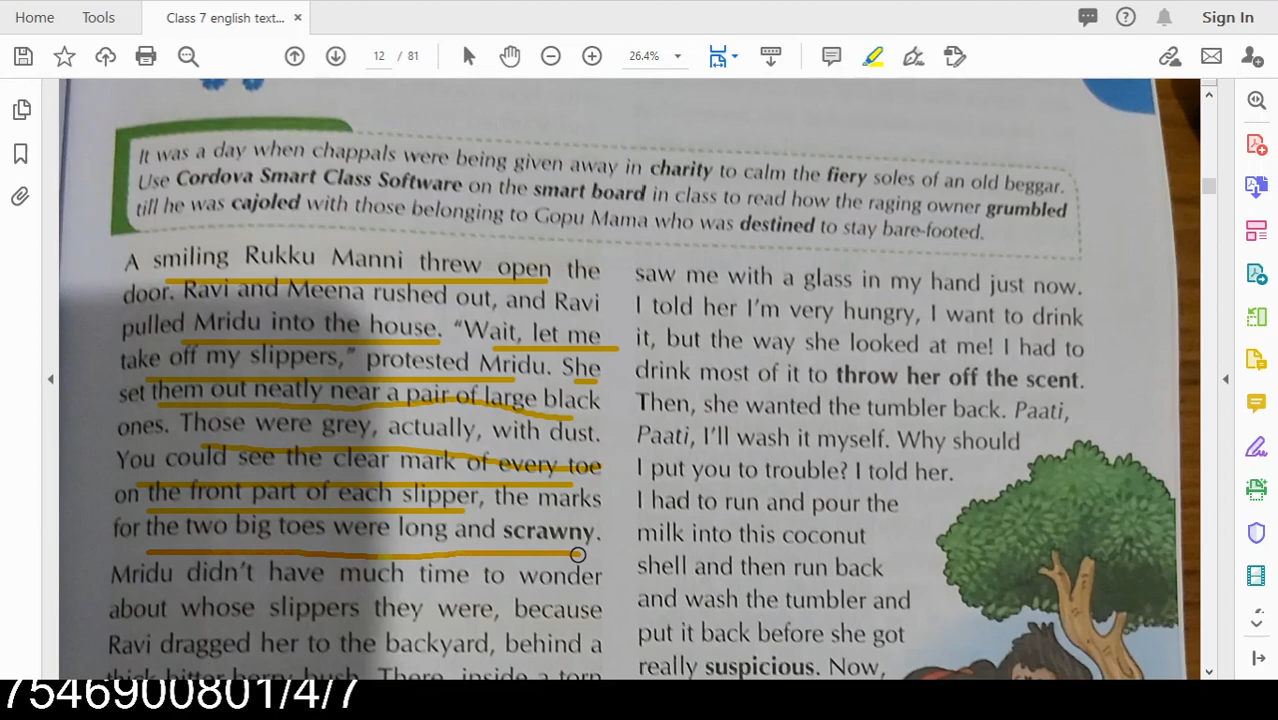 Home
Tools
Class 7 english text... ×
Sign In
12 / 81
26.4%
It was a day when chappals were being given away in charity to calm the fiery soles of an old beggar.
Use Cordova Smart Class Software on the smart board in class to read how the raging owner grumbled
till he was cajoled with those belonging to Gopu Mama who was destined to stay bare-footed.
A smiling Rukku Manni threw open the
door. Ravi and Meena rushed out, and Ravi
pulled Mridu into the house. “Wait, let me
take off my slippers,” protested Mridu. She
set them out neatly near a pair of large black
ones. Those were grey, actually, with dust.
You could see the clear mark of every toe
on the front part of each slipper, the marks
for the two big toes were long and scrawny.
Mridu didn’t have much time to wonder
about whose slippers they were, because
Ravi dragged her to the backyard, behind a
thick bitter-berry bush. There, inside a torn
saw me with a glass in my hand just now.
I told her I’m very hungry, I want to drink
it, but the way she looked at me! I had to
drink most of it to throw her off the scent.
Then, she wanted the tumbler back. Paati,
Paati, I’ll wash it myself. Why should
I put you to trouble? I told her.
I had to run and pour the
milk into this coconut
shell and then run back
and wash the tumbler and
put it back before she got
really suspicious. Now,
7546900801/4/7